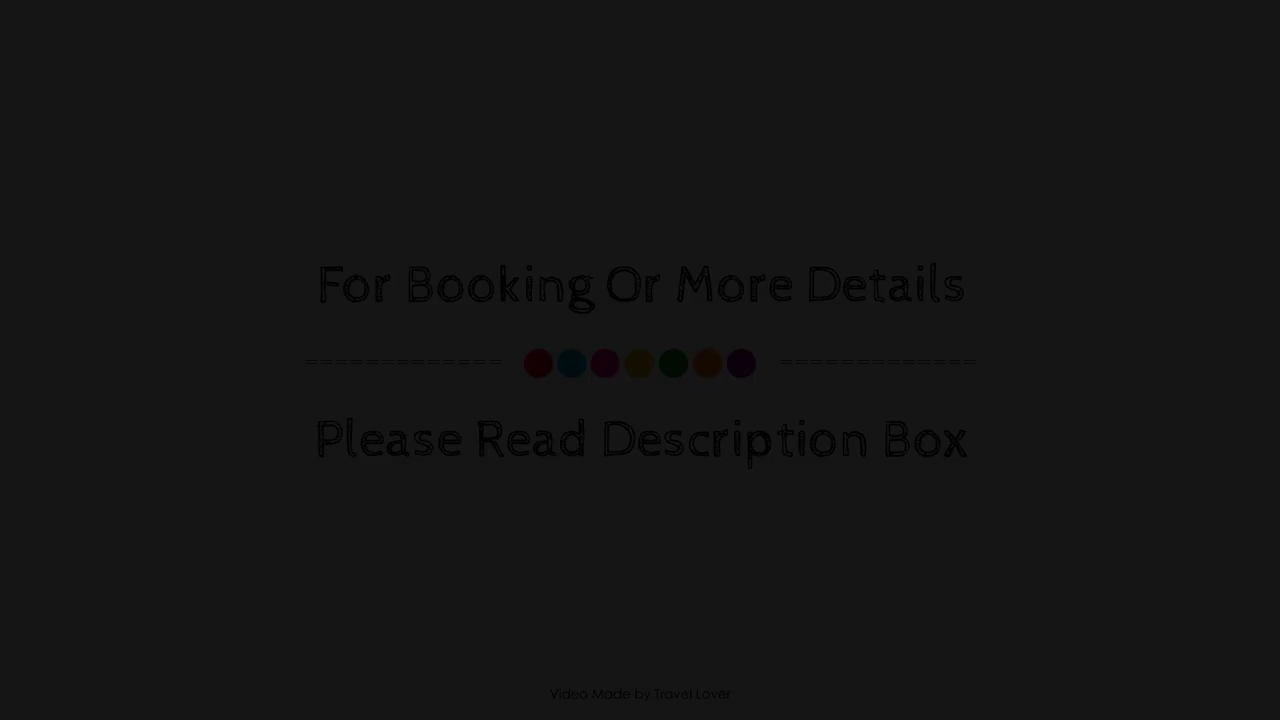 For Booking Or More Details
============= =============
Please Read Description Box
Video Made by Travel Lover